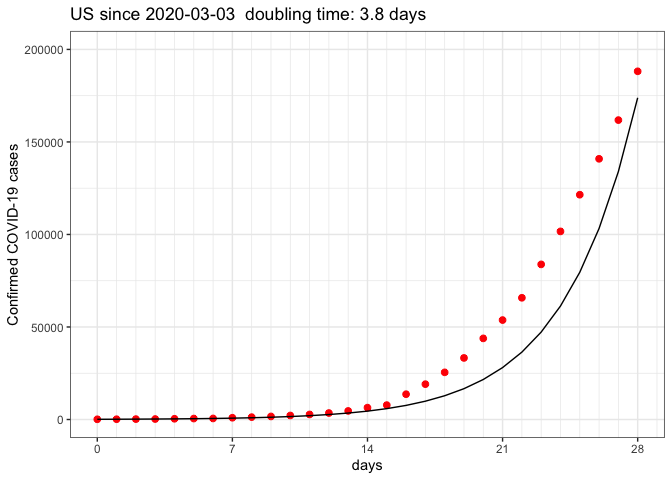 US since 2020-03-03 doubling time: 3.8 days
Confirmed COVID-19 cases
200000
150000
100000
50000
0
0 7 14 21 28
days